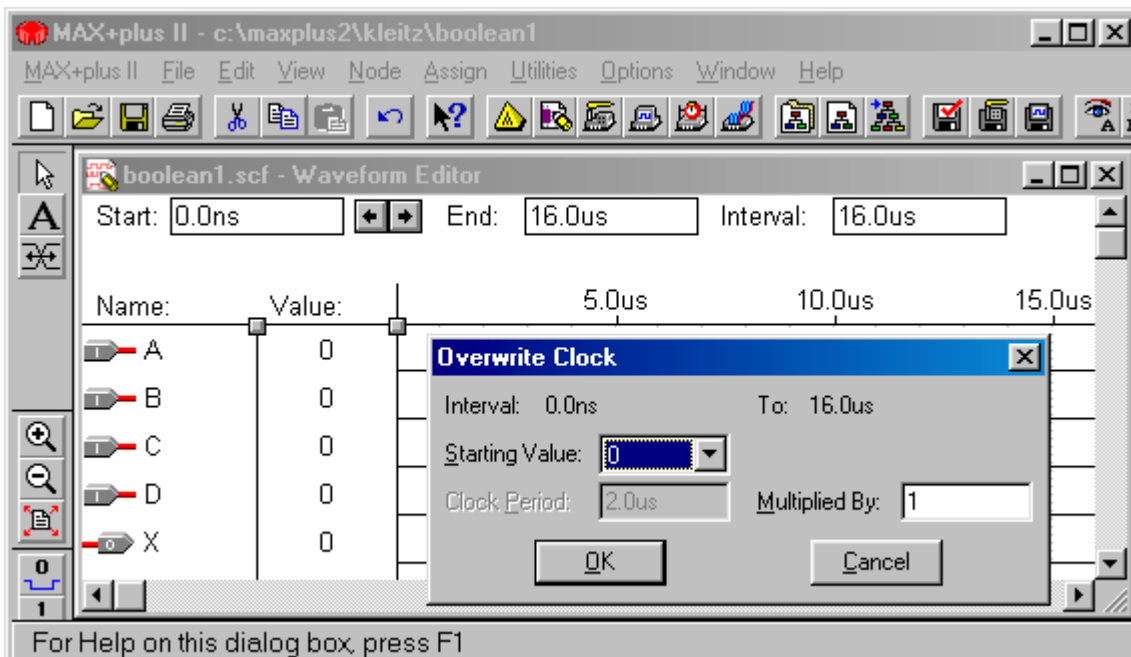 MAX+plus II - c:\maxplus2\kleitz\boolean1
MAX+plus II File Edit View Node Assign Utilities Options Window Help
boolean1.scf - Waveform Editor
Start: 0.0ns End: 16.0us Interval: 16.0us
Name: Value: 5.0us 10.0us 15.0us
A 0
B 0
C 0
D 0
X 0
Overwrite Clock
Interval: 0.0ns To: 16.0us
Starting Value: 0
Clock Period: 2.0us Multiplied By: 1
OK Cancel
A
0
1
For Help on this dialog box, press F1